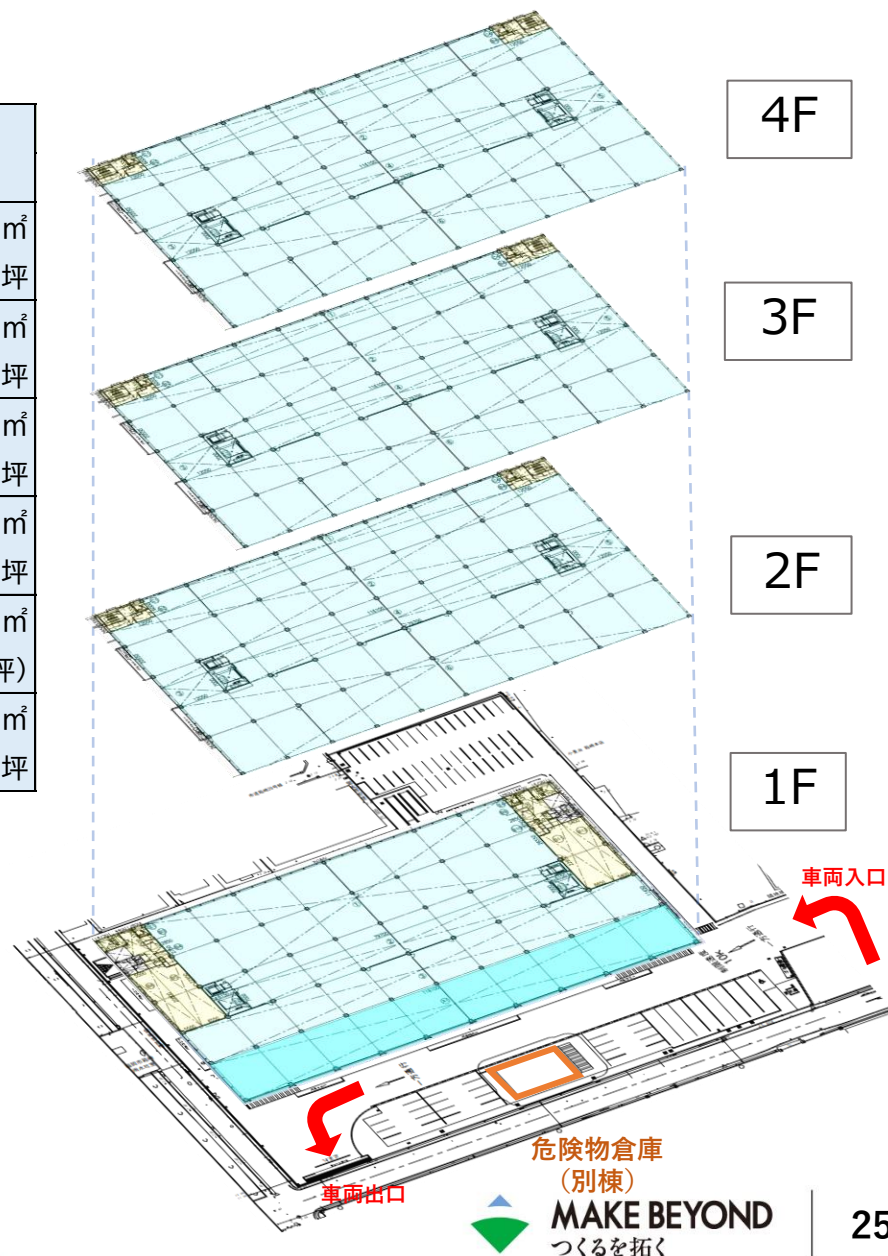 ㎡
坪
㎡
坪
㎡
坪
㎡
坪
㎡
坪)
㎡
坪
4F
3F
2F
1F
車両入口
車両出口
危険物倉庫
(別棟)
MAKE BEYOND
つくるを拓く
25